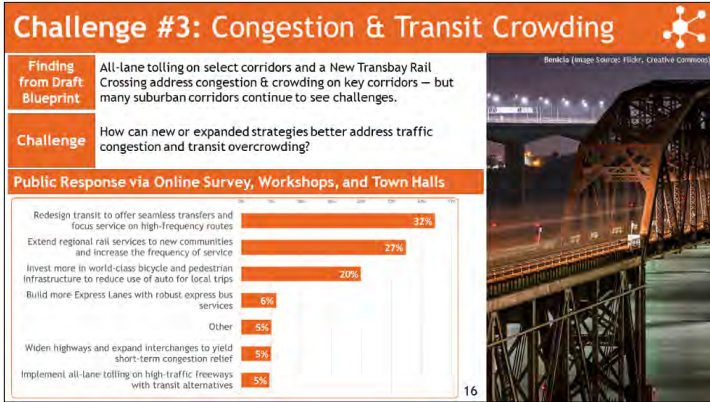 Challenge #3: Congestion & Transit Crowding
Benicia (Image Source: Flickr, Creative Commons)
Finding
from Draft
Blueprint
All-lane tolling on select corridors and a New Transbay Rail
Crossing address congestion & crowding on key corridors — but
many suburban corridors continue to see challenges.
Challenge
How can new or expanded strategies better address traffic
congestion and transit overcrowding?
Public Response via Online Survey, Workshops, and Town Halls
Redesign transit to offer seamless transfers and
focus service on high-frequency routes
32%
Extend regional rail services to new communities
and increase the frequency of service
27%
Invest more in world-class bicycle and pedestrian
infrastructure to reduce use of auto for local trips
20%
Build more Express Lanes with robust express bus
services
6%
Other
5%
Widen highways and expand interchanges to yield
short-term congestion relief
5%
Implement all-lane tolling on high-traffic freeways
with transit alternatives
5%
16